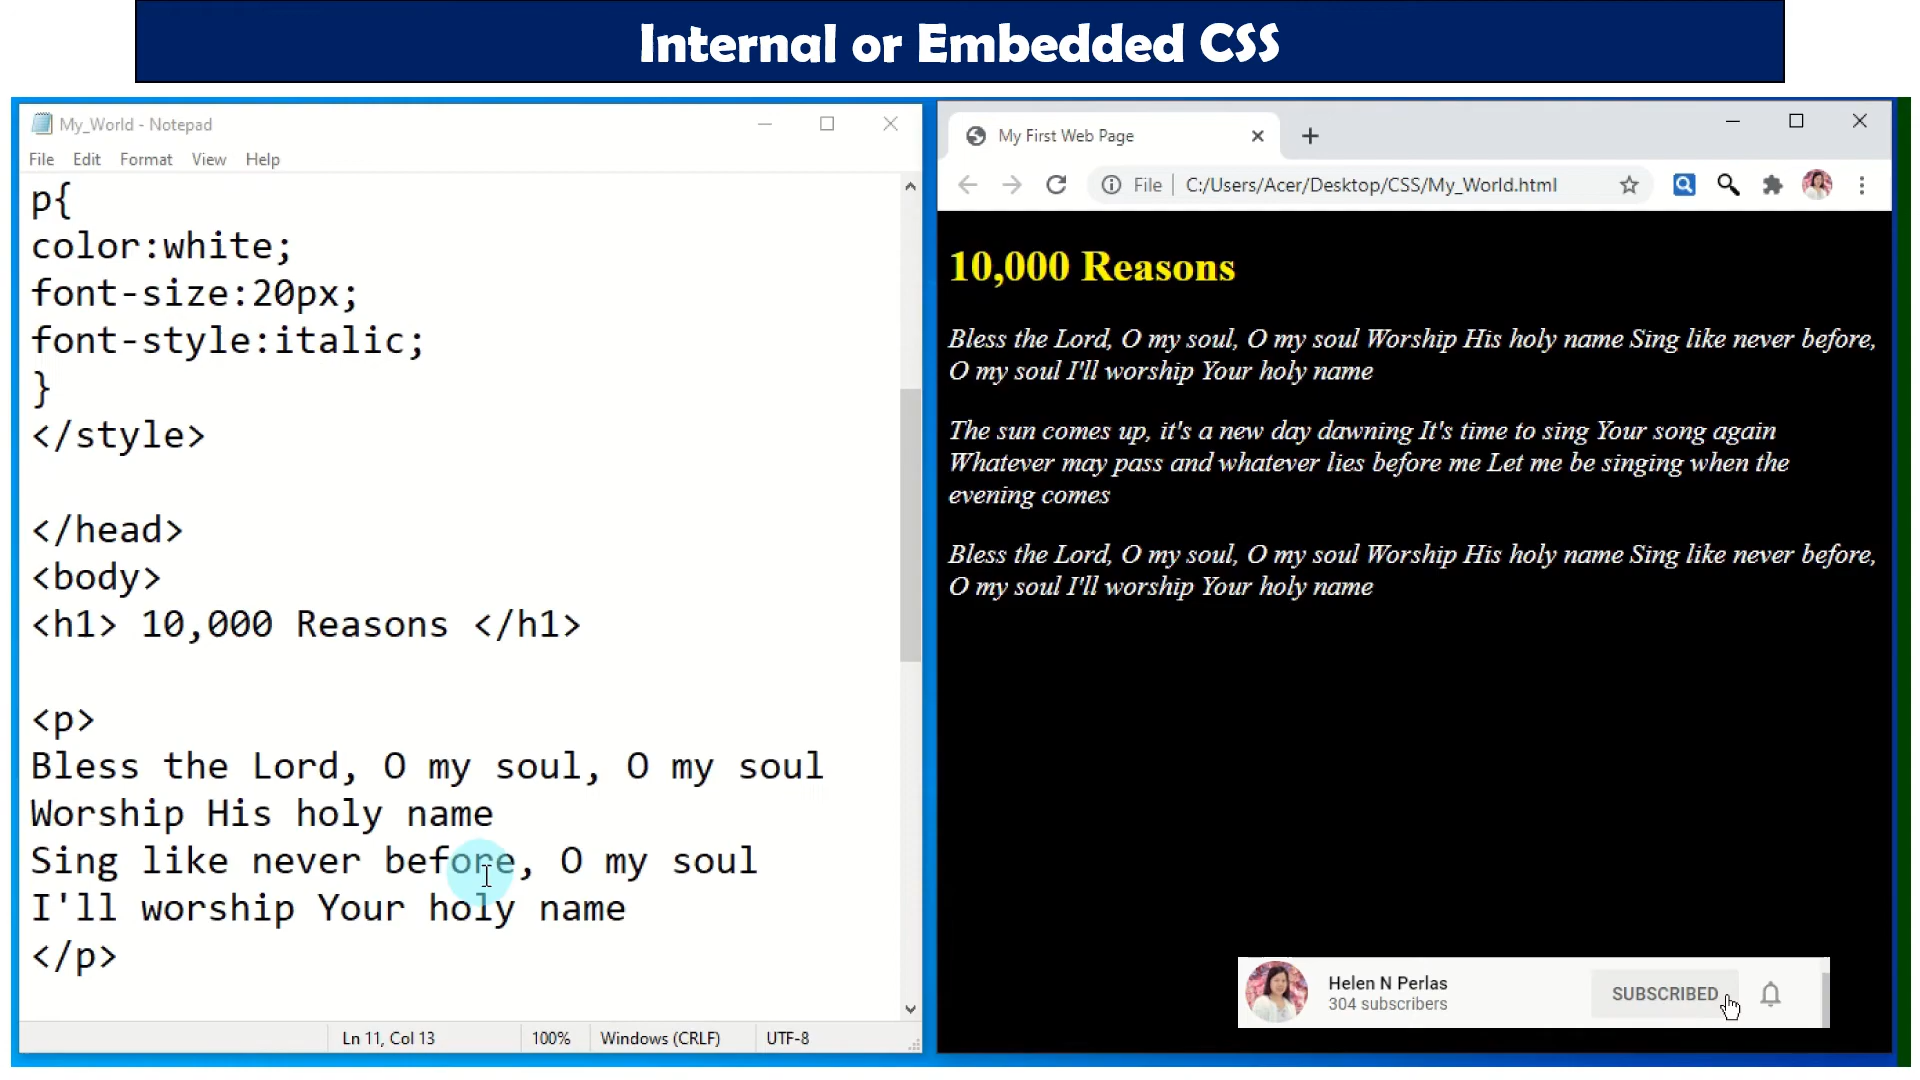 Internal or Embedded CSS
My_World - Notepad
File Edit Format View Help
p{
color:white;
font-size:20px;
font-style:italic;
}
</style>
</head>
<body>
<h1> 10,000 Reasons </h1>
<p>
Bless the Lord, O my soul, O my soul
Worship His holy name
Sing like never before, O my soul
I'll worship Your holy name
</p>
Ln 11, Col 13 100% Windows (CRLF) UTF-8
My First Web Page
File C:/Users/Acer/Desktop/CSS/My_World.html
10,000 Reasons
Bless the Lord, O my soul, O my soul Worship His holy name Sing like never before,
O my soul I'll worship Your holy name
The sun comes up, it's a new day dawning It's time to sing Your song again
Whatever may pass and whatever lies before me Let me be singing when the
evening comes
Bless the Lord, O my soul, O my soul Worship His holy name Sing like never before,
O my soul I'll worship Your holy name
Helen N Perlas
304 subscribers
SUBSCRIBED